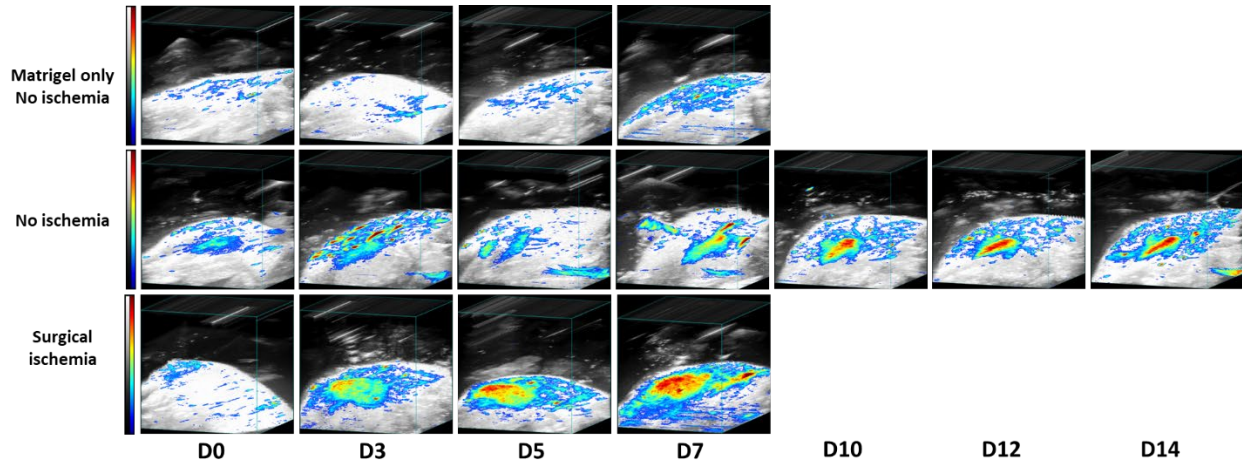 Matrigel only
No ischemia
No ischemia
Surgical
ischemia
D0 D3 D5 D7 D10 D12 D14